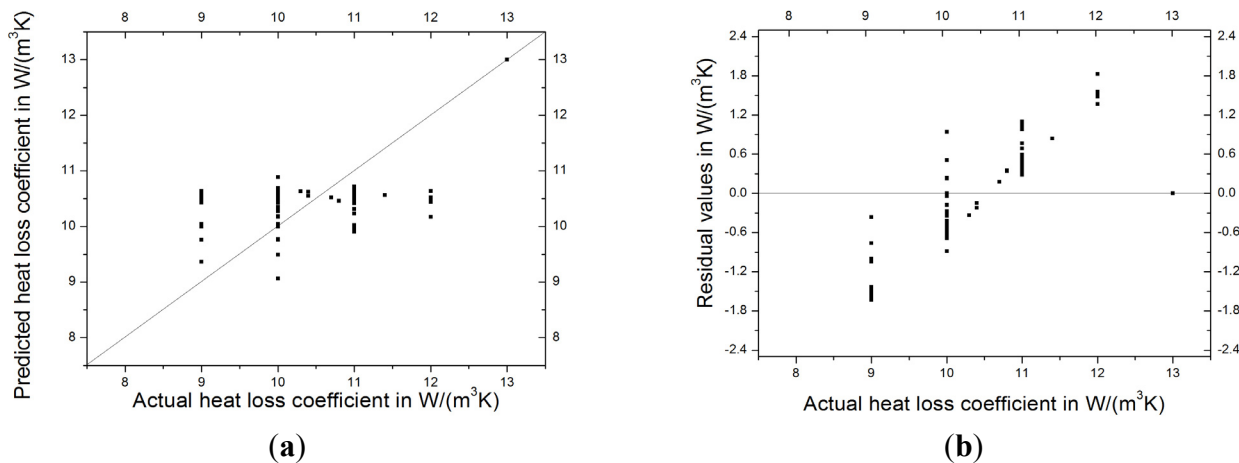 8 9 10 11 12 13
13 12 11 10 9 8
13 12 11 10 9 8
8 9 10 11 12 13
Predicted heat loss coefficient in W/(m³K)
Actual heat loss coefficient in W/(m³K)
(a)
8 9 10 11 12 13
2.4 1.8 1.2 0.6 0.0 -0.6 -1.2 -1.8 -2.4
2.4 1.8 1.2 0.6 0.0 -0.6 -1.2 -1.8 -2.4
8 9 10 11 12 13
Residual values in W/(m³K)
Actual heat loss coefficient in W/(m³K)
(b)